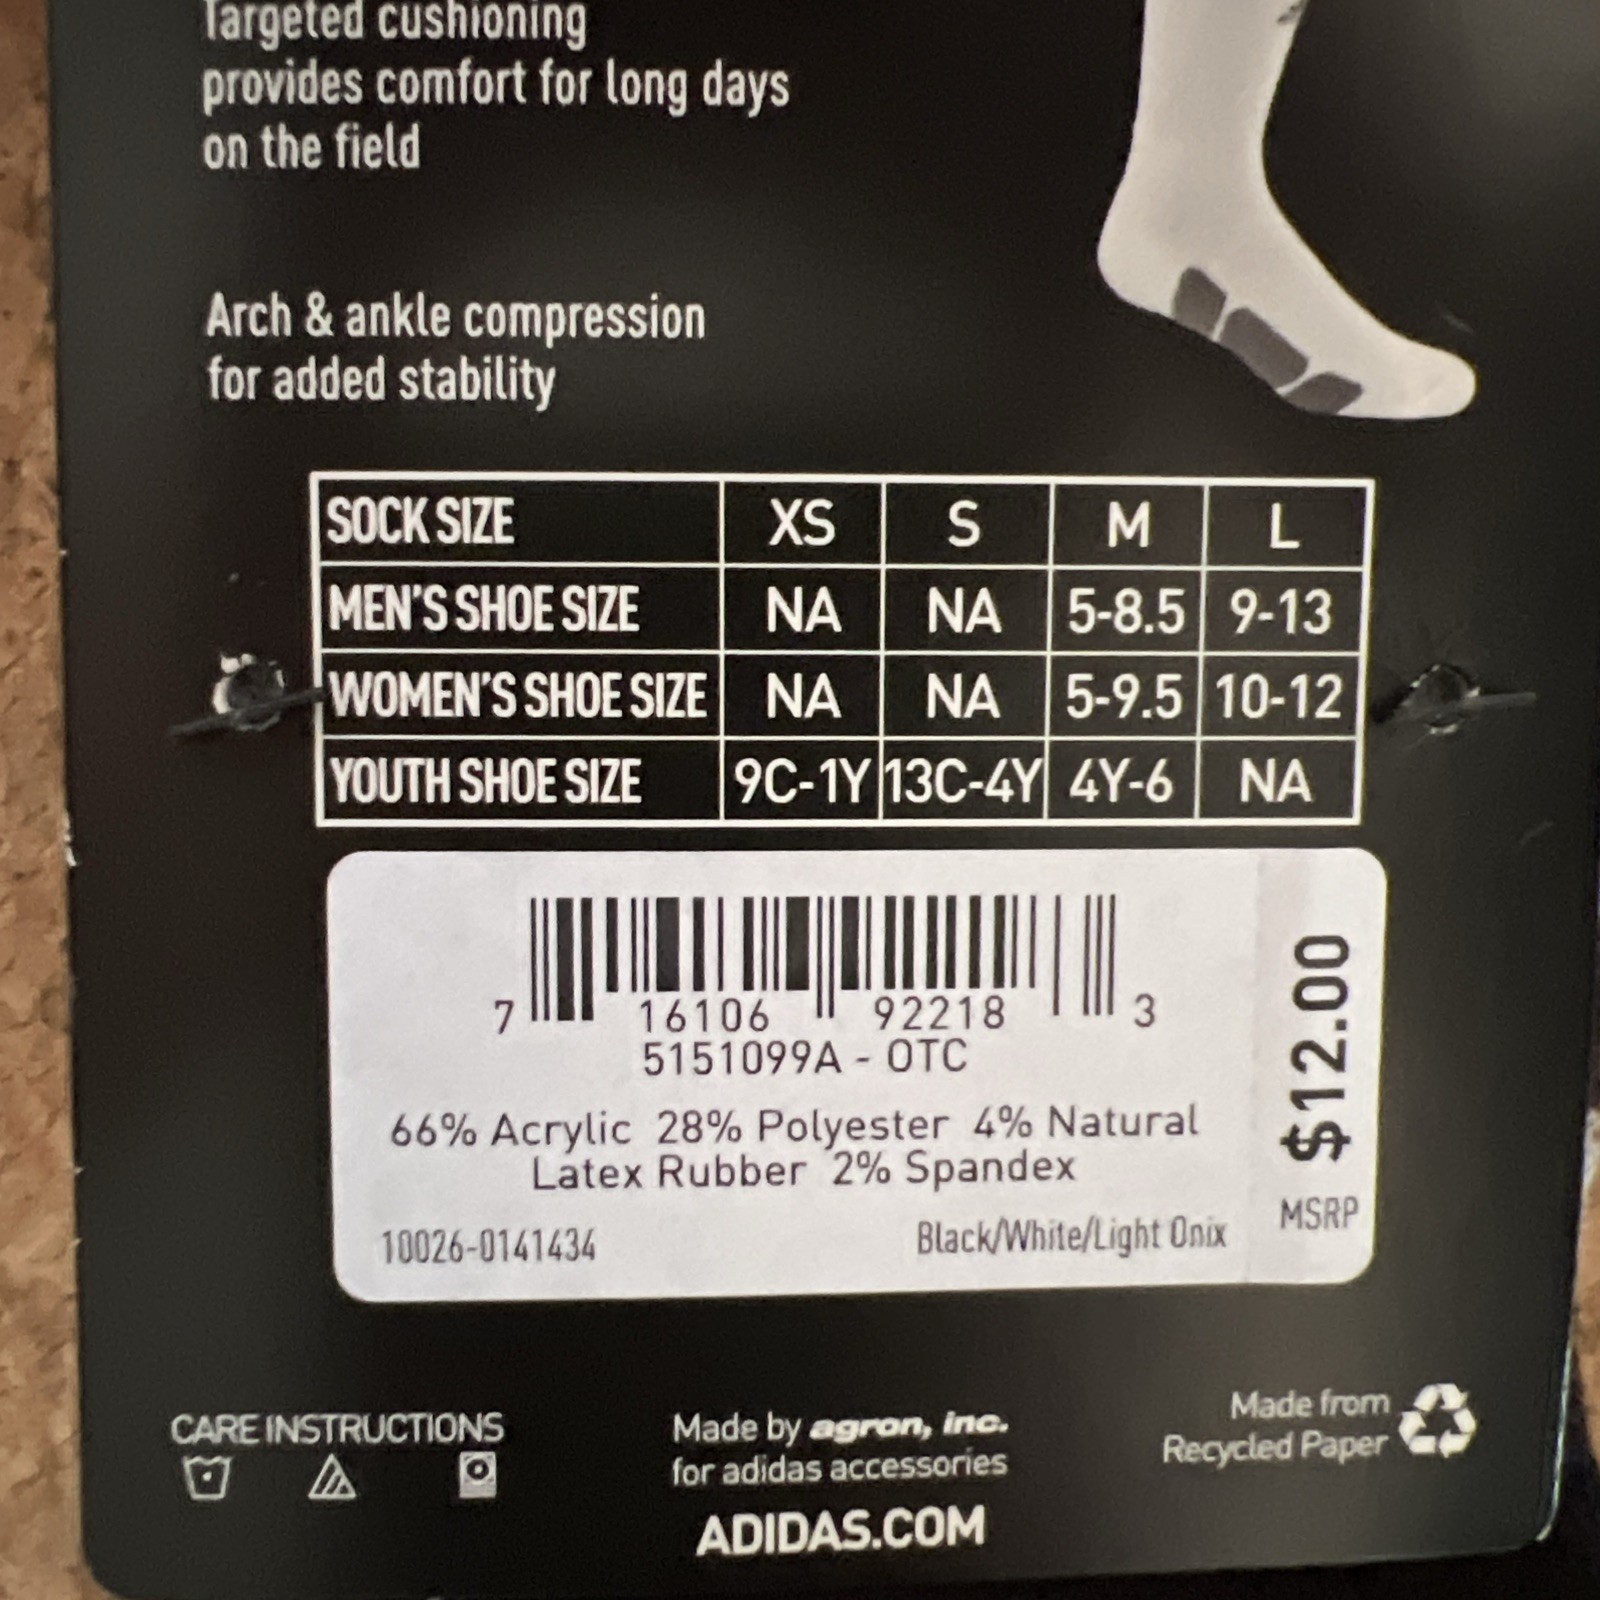 Targeted cushioning
provides comfort for long days
on the field
Arch & ankle compression
for added stability
SOCK SIZE XS S M L
MEN'S SHOE SIZE NA NA 5-8.5 9-13
WOMEN'S SHOE SIZE NA NA 5-9.5 10-12
YOUTH SHOE SIZE 9C-1Y 13C-4Y 4Y-6 NA
7 16106 92218 3
5151099A - OTC
66% Acrylic 28% Polyester 4% Natural
Latex Rubber 2% Spandex
10026-0141434
Black/White/Light Onix
$12.00
MSRP
CARE INSTRUCTIONS
Made by agron, inc.
for adidas accessories
ADIDAS.COM
Made from
Recycled Paper